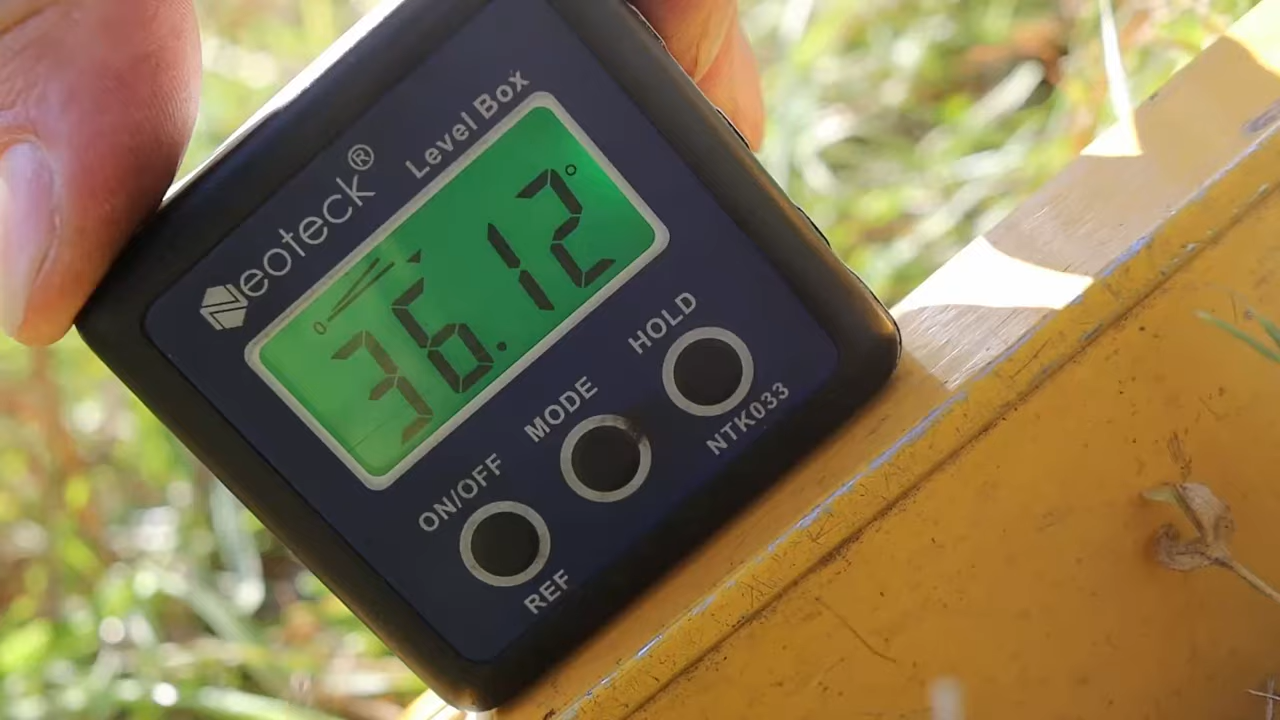 Neoteck®
Level Box
36.12°
ON/OFF
MODE
HOLD
REF
NTK033